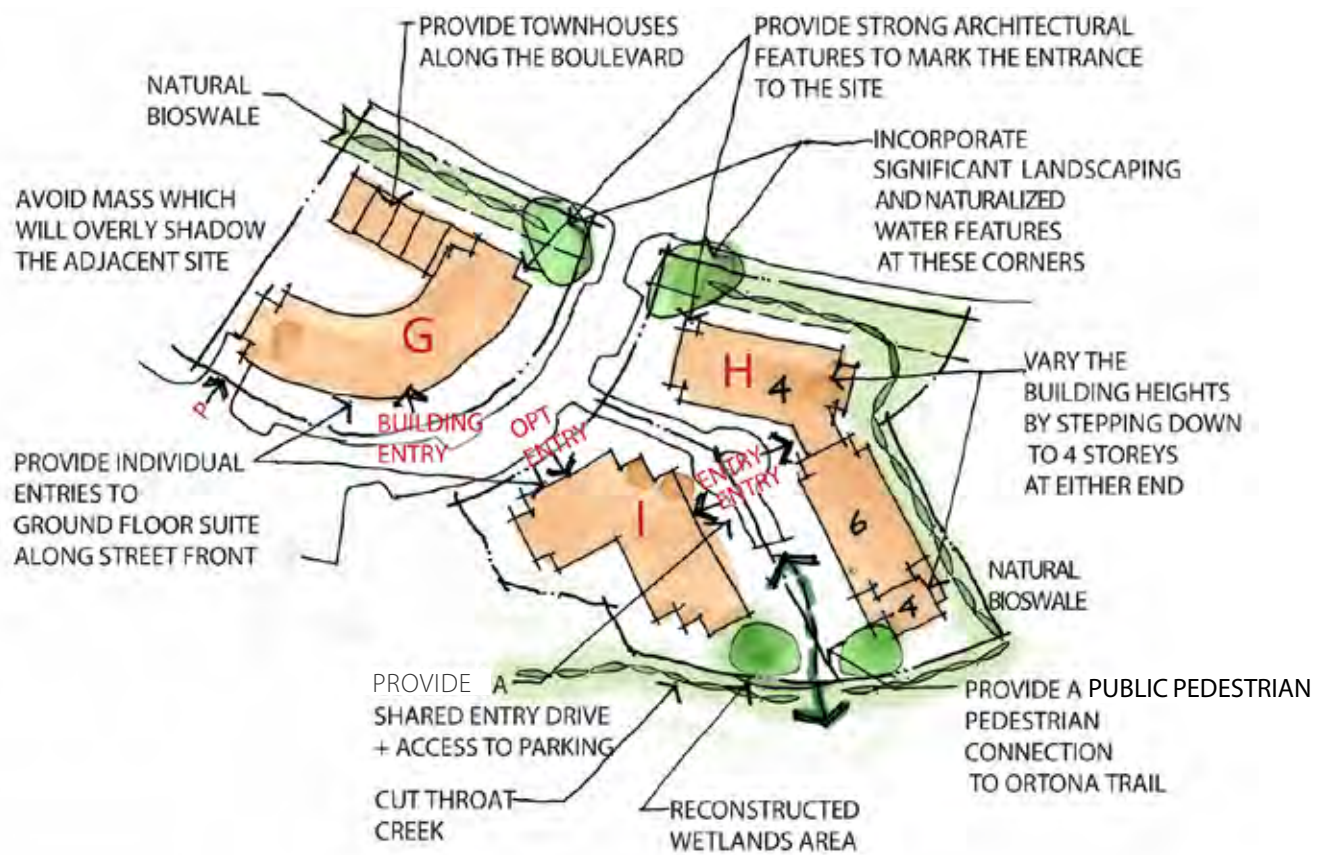 PROVIDE TOWNHOUSES
ALONG THE BOULEVARD
PROVIDE STRONG ARCHITECTURAL
FEATURES TO MARK THE ENTRANCE
TO THE SITE
NATURAL
BIOSWALE
INCORPORATE
SIGNIFICANT LANDSCAPING
AND NATURALIZED
WATER FEATURES
AT THESE CORNERS
AVOID MASS WHICH
WILL OVERLY SHADOW
THE ADJACENT SITE
G
H
4
VARY THE
BUILDING HEIGHTS
BY STEPPING DOWN
TO 4 STOREYS
AT EITHER END
P
BUILDING
ENTRY
OPT
ENTRY
ENTRY
ENTRY
PROVIDE INDIVIDUAL
ENTRIES TO
GROUND FLOOR SUITE
ALONG STREET FRONT
I
6
4
NATURAL
BIOSWALE
PROVIDE A
SHARED ENTRY DRIVE
+ ACCESS TO PARKING
PROVIDE A PUBLIC PEDESTRIAN
PEDESTRIAN
CONNECTION
TO ORTONA TRAIL
CUT THROAT
CREEK
RECONSTRUCTED
WETLANDS AREA